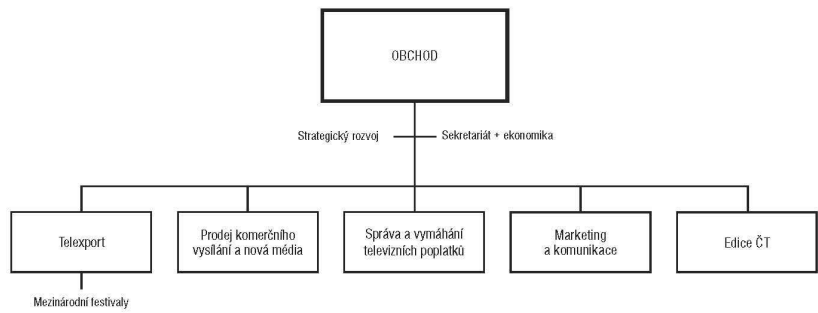 OBCHOD
Strategický rozvoj
Sekretariát + ekonomika
Telexport
Prodej komerčního
vysílání a nová média
Správa a vymáhání
televizních poplatků
Marketing
a komunikace
Edice ČT
Mezinárodní festivaly